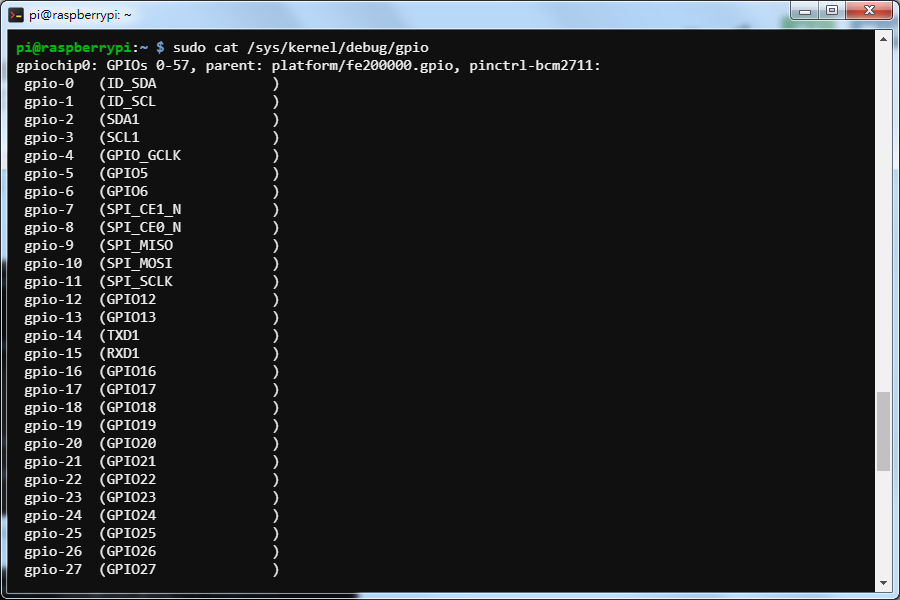 pi@raspberrypi: ~
pi@raspberrypi:~ $ sudo cat /sys/kernel/debug/gpio
gpiochip0: GPIOs 0-57, parent: platform/fe200000.gpio, pinctrl-bcm2711:
 gpio-0   (ID_SDA              )
 gpio-1   (ID_SCL              )
 gpio-2   (SDA1                )
 gpio-3   (SCL1                )
 gpio-4   (GPIO_GCLK           )
 gpio-5   (GPIO5               )
 gpio-6   (GPIO6               )
 gpio-7   (SPI_CE1_N           )
 gpio-8   (SPI_CE0_N           )
 gpio-9   (SPI_MISO            )
 gpio-10  (SPI_MOSI            )
 gpio-11  (SPI_SCLK            )
 gpio-12  (GPIO12              )
 gpio-13  (GPIO13              )
 gpio-14  (TXD1                )
 gpio-15  (RXD1                )
 gpio-16  (GPIO16              )
 gpio-17  (GPIO17              )
 gpio-18  (GPIO18              )
 gpio-19  (GPIO19              )
 gpio-20  (GPIO20              )
 gpio-21  (GPIO21              )
 gpio-22  (GPIO22              )
 gpio-23  (GPIO23              )
 gpio-24  (GPIO24              )
 gpio-25  (GPIO25              )
 gpio-26  (GPIO26              )
 gpio-27  (GPIO27              )